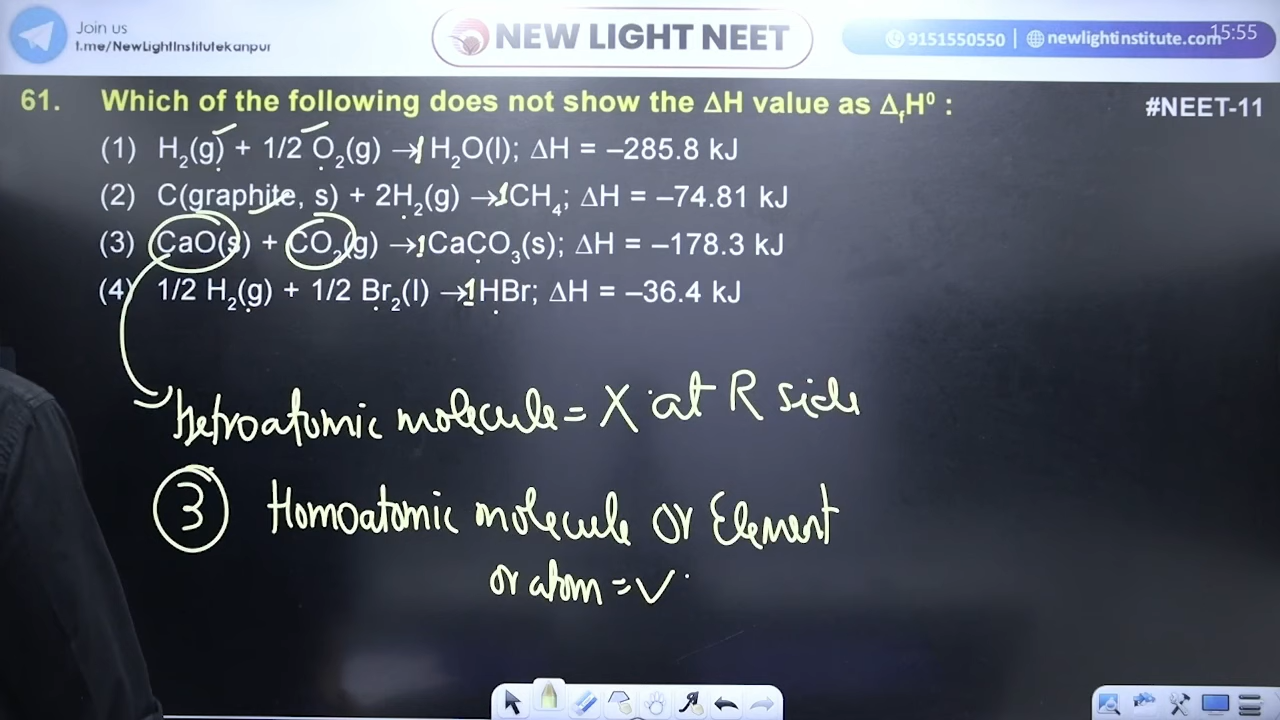 Join us
t.me/NewLightInstitutekanpur
NEW LIGHT NEET
9151550550 | newlightinstitute.com
15:55
61. Which of the following does not show the ΔH value as ΔfH⁰ :
#NEET-11
(1) H₂(g) + 1/2 O₂(g) → 1 H₂O(l); ΔH = –285.8 kJ
(2) C(graphite, s) + 2H₂(g) → 1 CH₄; ΔH = –74.81 kJ
(3) CaO(s) + CO₂(g) → 1 CaCO₃(s); ΔH = –178.3 kJ
(4) 1/2 H₂(g) + 1/2 Br₂(l) → 1 HBr; ΔH = –36.4 kJ
Hetroatomic molecule = X at R side
3 Homoatomic molecule or Element
or atom = ✓